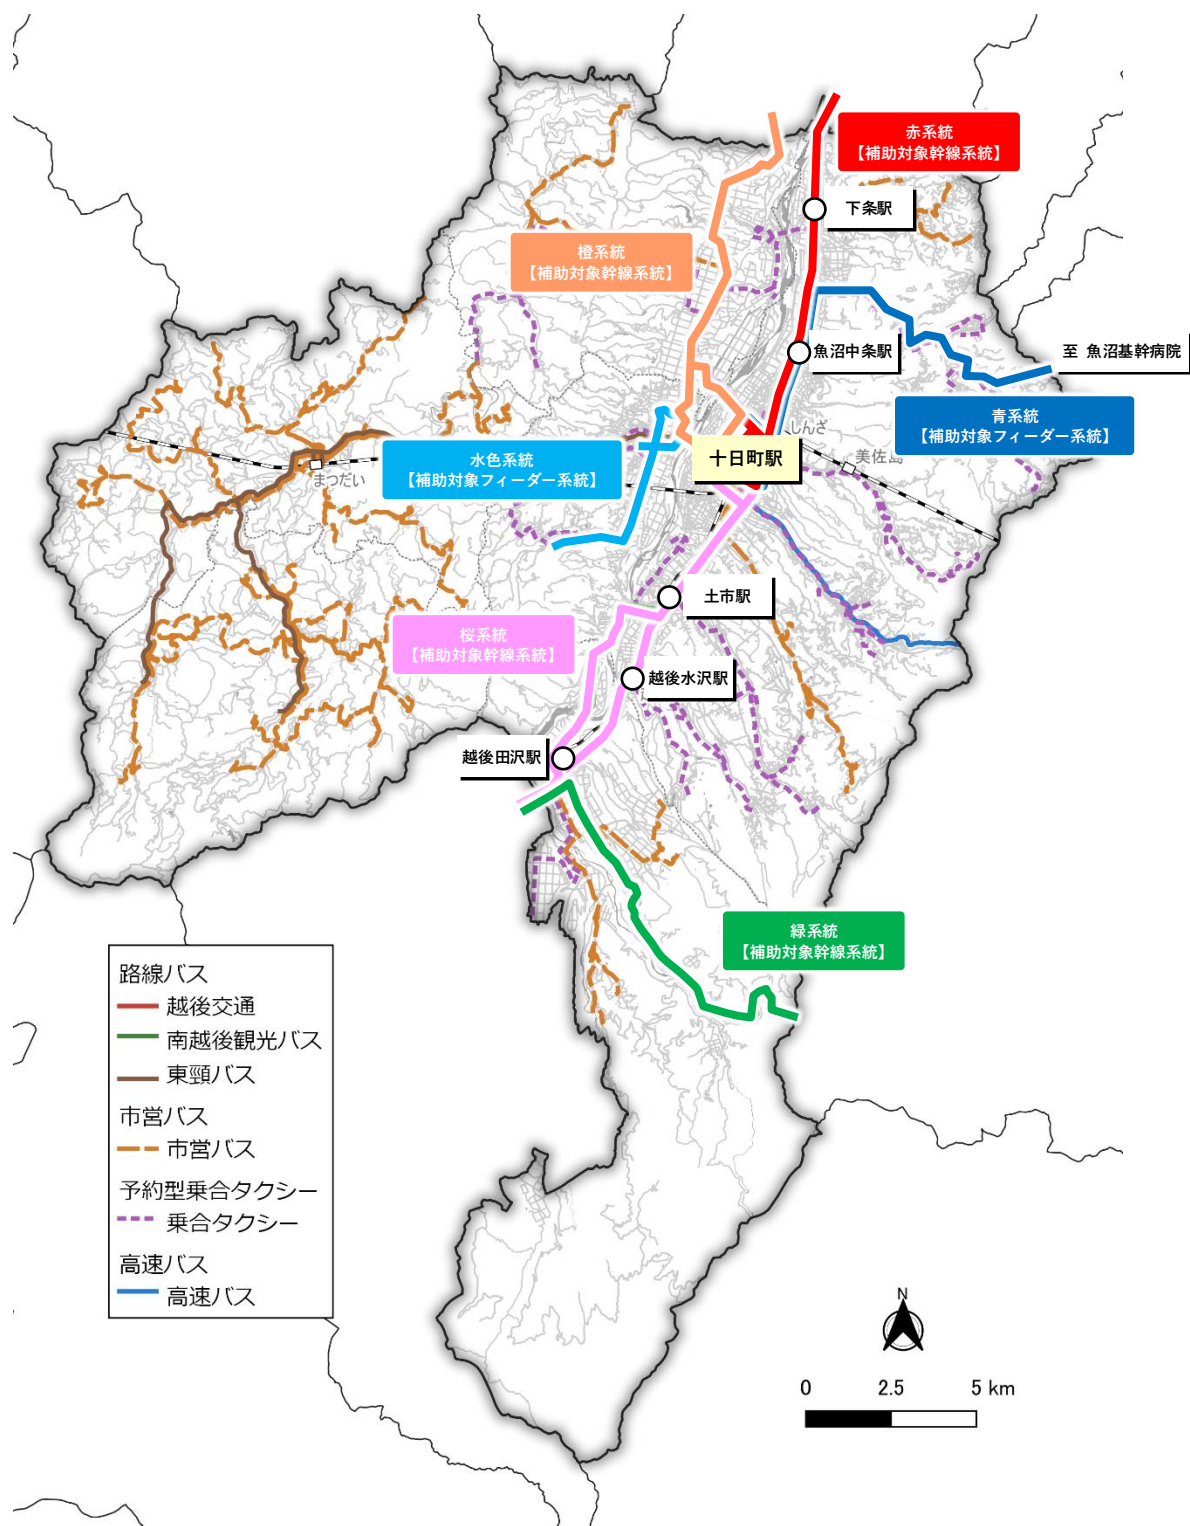 赤系統
【補助対象幹線系統】
下条駅
橙系統
【補助対象幹線系統】
魚沼中条駅
至 魚沼基幹病院
青系統
【補助対象フィーダー系統】
しんざ
美佐島
十日町駅
水色系統
【補助対象フィーダー系統】
まつだい
土市駅
桜系統
【補助対象幹線系統】
越後水沢駅
越後田沢駅
緑系統
【補助対象幹線系統】
路線バス
越後交通
南越後観光バス
東頸バス
市営バス
市営バス
予約型乗合タクシー
乗合タクシー
高速バス
高速バス
N
0 2.5 5 km